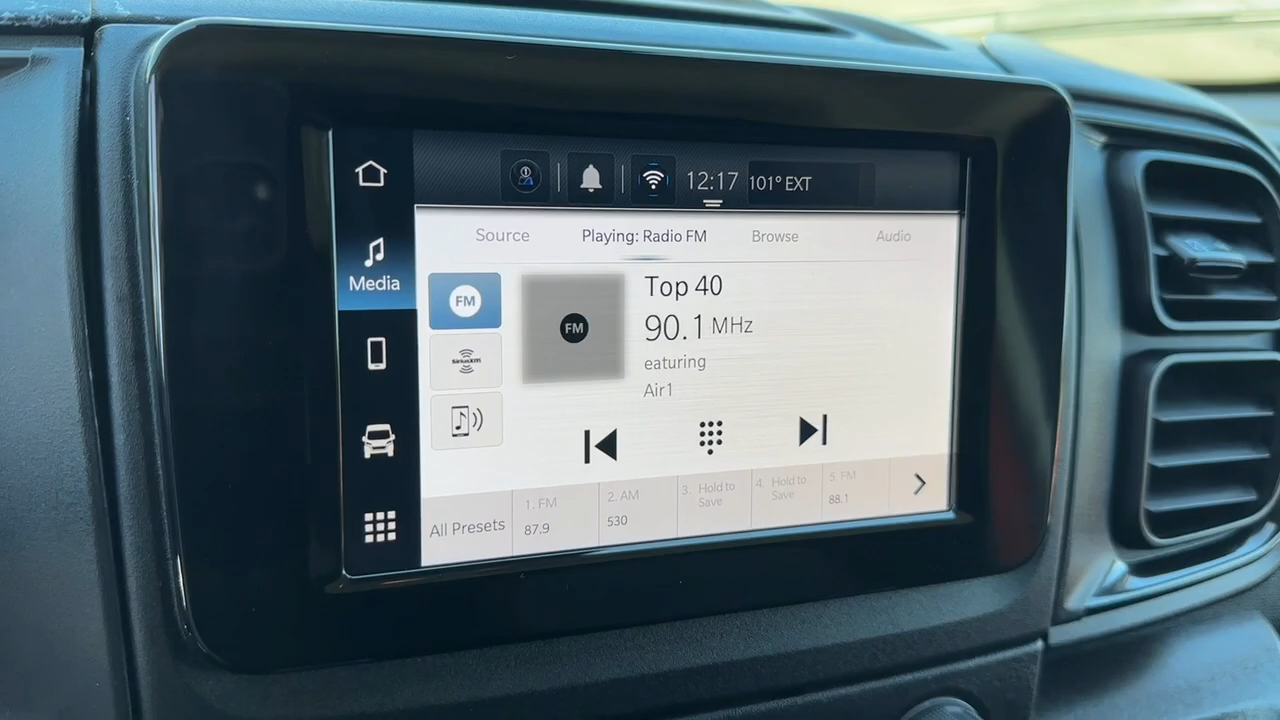 12:17 101° EXT
Source Playing: Radio FM Browse Audio
Media
FM
siriusxm
FM
Top 40
90.1 MHz
eaturing
Air1
All Presets
1. FM
87.9
2. AM
530
3. Hold to
Save
4. Hold to
Save
5. FM
88.1